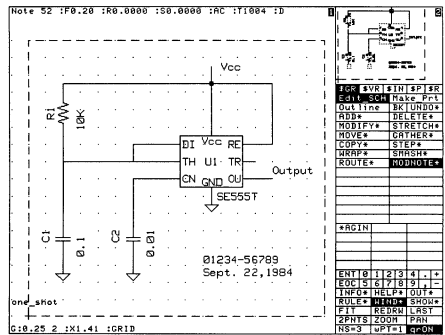 Note 52 :F0.20 :R0.0000 :S0.0000 :AC :T1004 :D
1
2
Vcc
R1
10K
DI Vcc RE
TH U1 TR
CN GND OU
Output
SE555T
C1
0.1
C2
0.01
01234-56789
Sept. 22,1984
one_shot
G:0.25 2 :X1.41 :GRID
$GR $VR $IN $P $R
Edit SCH Make Prt
Outline BK UNDO*
ADD* DELETE*
MODIFY* STRETCH*
MOVE* GATHER*
COPY* STEP*
WRAP* SMASH*
ROUTE* MODNOTE*
*AGIN
ENT 0 1 2 3 4 . +
EOC 5 6 7 8 9 , -
INFO* HELP* OUT*
RULE* WIND* SHOW*
FIT REDRW LAST
2PNTS ZOOM PAN
NS=3 wPT=1 grON